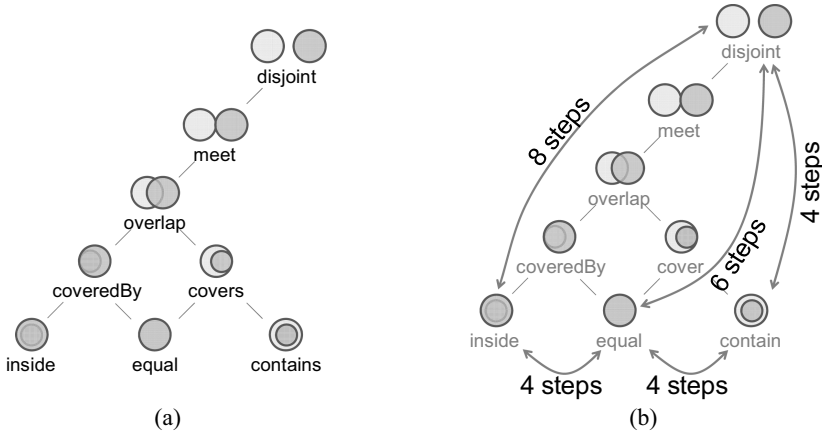 disjoint
meet
overlap
coveredBy
covers
inside
equal
contains
(a)
disjoint
meet
overlap
coveredBy
cover
inside
equal
contain
8 steps
6 steps
4 steps
4 steps
4 steps
(b)